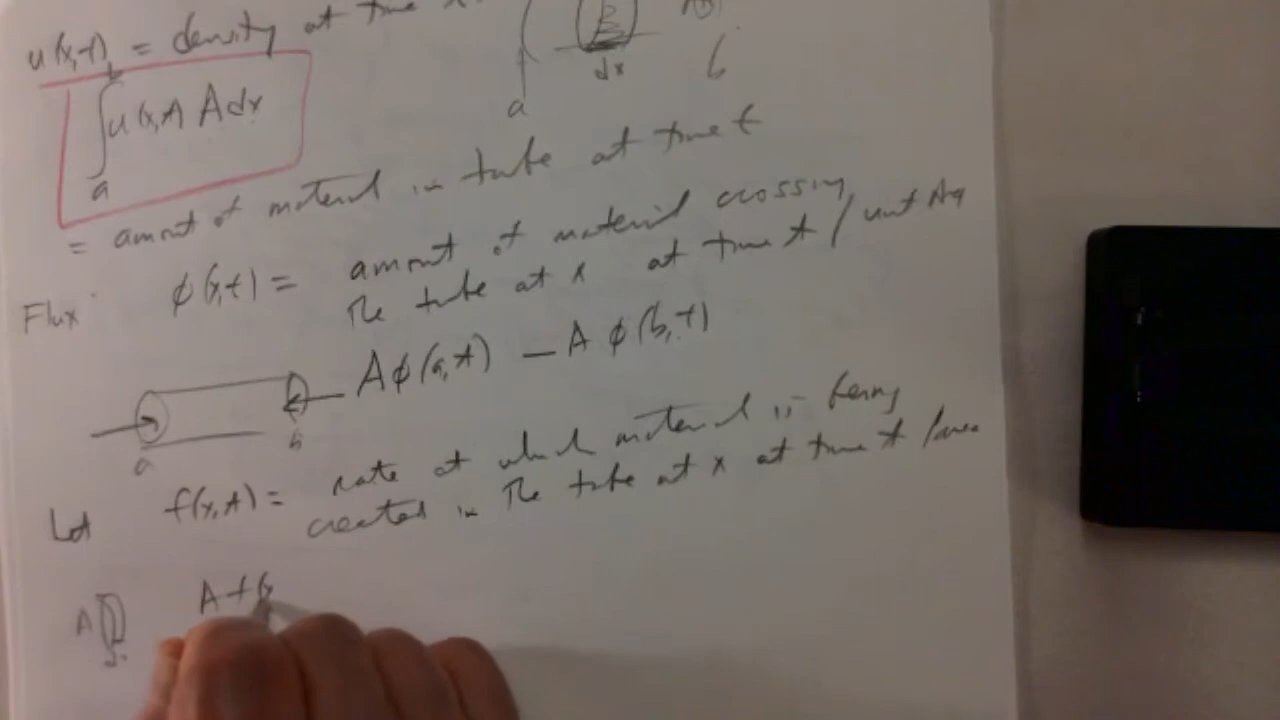 u(x,t) = density at time
b
∫ u(x,t) A dx
a
a dx b
= amount of material in tube at time t
Flux φ(x,t) = amount of material crossing
the tube at x at time t / unit
Aφ(a,t) - Aφ(b,t)
a b
Let f(x,t) = rate at which material is being
created in the tube at x at time t / area
A
A f(x